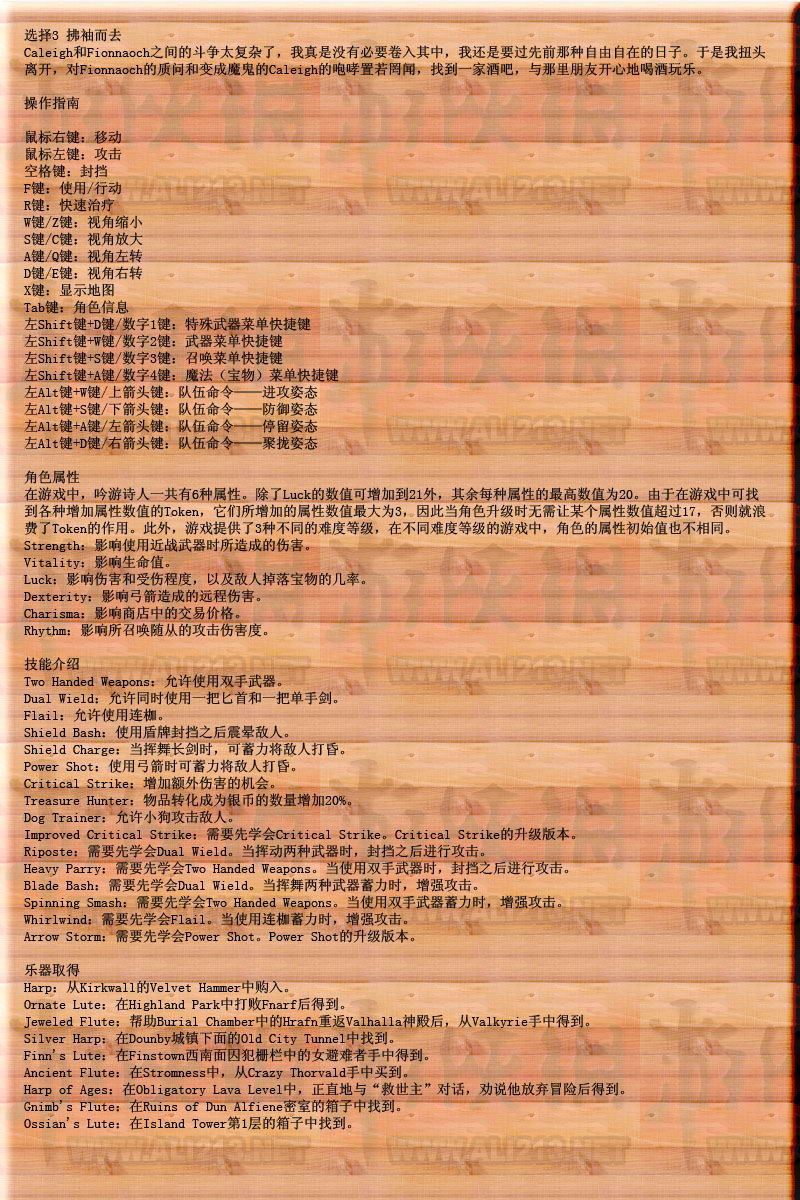 选择3 拂袖而去
Caleigh和Fionnaoch之间的斗争太复杂了，我真是没有必要卷入其中，我还是要过先前那种自由自在的日子。于是我扭头
离开，对Fionnaoch的质问和变成魔鬼的Caleigh的咆哮置若罔闻，找到一家酒吧，与那里朋友开心地喝酒玩乐。
操作指南
鼠标右键：移动
鼠标左键：攻击
空格键：封挡
F键：使用/行动
R键：快速治疗
W键/Z键：视角缩小
S键/C键：视角放大
A键/Q键：视角左转
D键/E键：视角右转
X键：显示地图
Tab键：角色信息
左Shift键+D键/数字1键：特殊武器菜单快捷键
左Shift键+W键/数字2键：武器菜单快捷键
左Shift键+S键/数字3键：召唤菜单快捷键
左Shift键+A键/数字4键：魔法（宝物）菜单快捷键
左Alt键+W键/上箭头键：队伍命令——进攻姿态
左Alt键+S键/下箭头键：队伍命令——防御姿态
左Alt键+A键/左箭头键：队伍命令——停留姿态
左Alt键+D键/右箭头键：队伍命令——聚拢姿态
角色属性
在游戏中，吟游诗人一共有6种属性。除了Luck的数值可增加到21外，其余每种属性的最高数值为20。由于在游戏中可找
到各种增加属性数值的Token，它们所增加的属性数值最大为3，因此当角色升级时无需让某个属性数值超过17，否则就浪
费了Token的作用。此外，游戏提供了3种不同的难度等级，在不同难度等级的游戏中，角色的属性初始值也不相同。
Strength：影响使用近战武器时所造成的伤害。
Vitality：影响生命值。
Luck：影响伤害和受伤程度，以及敌人掉落宝物的几率。
Dexterity：影响弓箭造成的远程伤害。
Charisma：影响商店中的交易价格。
Rhythm：影响所召唤随从的攻击伤害度。
技能介绍
Two Handed Weapons：允许使用双手武器。
Dual Wield：允许同时使用一把匕首和一把单手剑。
Flail：允许使用连枷。
Shield Bash：使用盾牌封挡之后震晕敌人。
Shield Charge：当挥舞长剑时，可蓄力将敌人打昏。
Power Shot：使用弓箭时可蓄力将敌人打昏。
Critical Strike：增加额外伤害的机会。
Treasure Hunter：物品转化成为银币的数量增加20%。
Dog Trainer：允许小狗攻击敌人。
Improved Critical Strike：需要先学会Critical Strike。Critical Strike的升级版本。
Riposte：需要先学会Dual Wield。当挥动两种武器时，封挡之后进行攻击。
Heavy Parry：需要先学会Two Handed Weapons。当使用双手武器时，封挡之后进行攻击。
Blade Bash：需要先学会Dual Wield。当挥舞两种武器蓄力时，增强攻击。
Spinning Smash：需要先学会Two Handed Weapons。当使用双手武器蓄力时，增强攻击。
Whirlwind：需要先学会Flail。当使用连枷蓄力时，增强攻击。
Arrow Storm：需要先学会Power Shot。Power Shot的升级版本。
乐器取得
Harp：从Kirkwall的Velvet Hammer中购入。
Ornate Lute：在Highland Park中打败Fnarf后得到。
Jeweled Flute：帮助Burial Chamber中的Hrafn重返Valhalla神殿后，从Valkyrie手中得到。
Silver Harp：在Dounby城镇下面的Old City Tunnel中找到。
Finn's Lute：在Finstown西南面囚犯栅栏中的女避难者手中得到。
Ancient Flute：在Stromness中，从Crazy Thorvald手中买到。
Harp of Ages：在Obligatory Lava Level中，正直地与“救世主”对话，劝说他放弃冒险后得到。
Gnimb's Flute：在Ruins of Dun Alfiene密室的箱子中找到。
Ossian's Lute：在Island Tower第1层的箱子中找到。